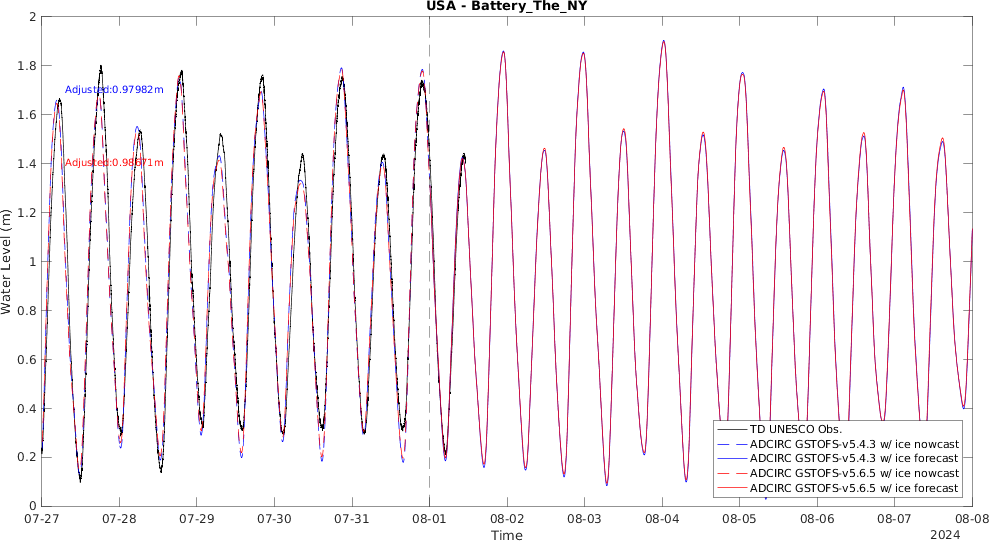 USA - Battery_The_NY
2
1.8
1.6
1.4
1.2
1
0.8
0.6
0.4
0.2
0
Water Level (m)
Adjusted:0.97982m
Adjusted:0.98671m
TD UNESCO Obs.
ADCIRC GSTOFS-v5.4.3 w/ ice nowcast
ADCIRC GSTOFS-v5.4.3 w/ ice forecast
ADCIRC GSTOFS-v5.6.5 w/ ice nowcast
ADCIRC GSTOFS-v5.6.5 w/ ice forecast
07-27 07-28 07-29 07-30 07-31 08-01 08-02 08-03 08-04 08-05 08-06 08-07 08-08
Time
2024